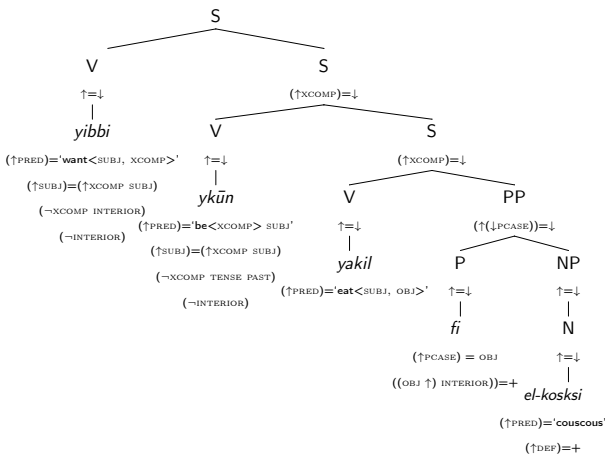 S
V S
↑=↓ (↑XCOMP)=↓
yibbi V S
(↑PRED)=‘want<SUBJ, XCOMP>’ ↑=↓ (↑XCOMP)=↓
(↑SUBJ)=(↑XCOMP SUBJ) ykūn V PP
(¬XCOMP INTERIOR) (↑PRED)=‘be<XCOMP> SUBJ’ ↑=↓ (↑(↓PCASE))=↓
(¬INTERIOR) (↑SUBJ)=(↑XCOMP SUBJ) yakil P NP
(¬XCOMP TENSE PAST) (↑PRED)=‘eat<SUBJ, OBJ>’ ↑=↓ ↑=↓
(¬INTERIOR) fi N
(↑PCASE) = OBJ ↑=↓
((OBJ ↑) INTERIOR))=+ el-kosksi
(↑PRED)=‘couscous’
(↑DEF)=+